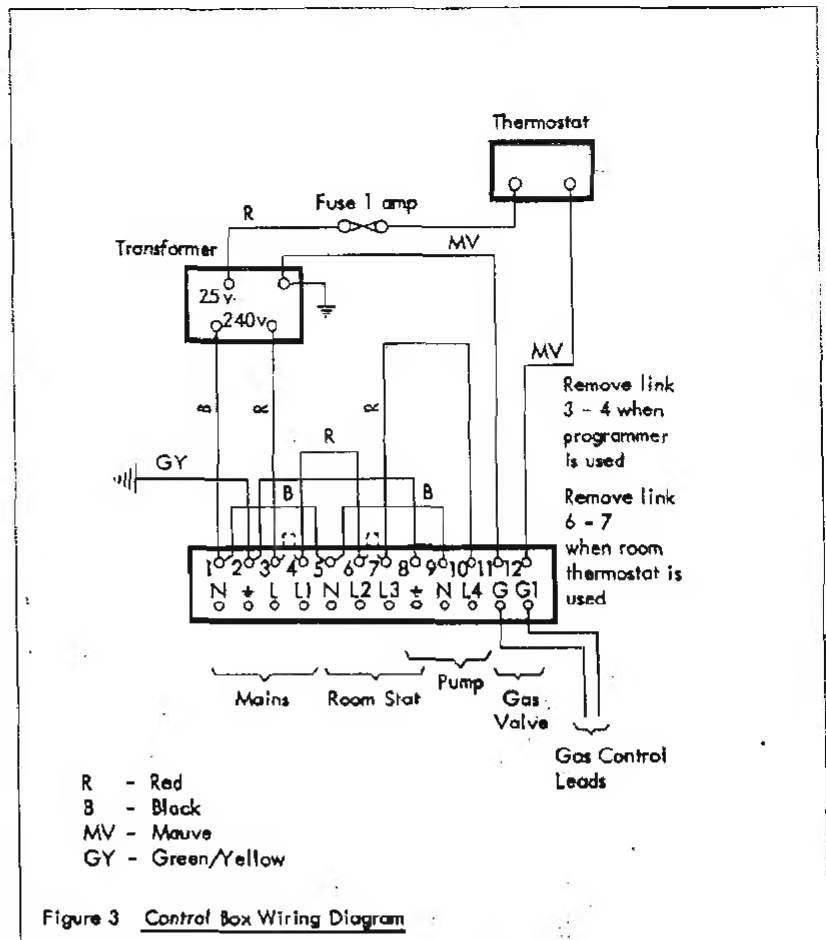 Thermostat
Fuse 1 amp
R
MV
Transformer
25 v.
240v
MV
B
R
R
Remove link
3 - 4 when
programmer
is used
GY
R
B
B
Remove link
6 - 7
when room
thermostat is
used
1 2 3 4 5 6 7 8 9 10 11 12
N L L1 N L2 L3 N L4 G G1
Mains
Room Stat
Pump
Gas
Valve
Gas Control
Leads
R - Red
B - Black
MV - Mauve
GY - Green/Yellow
Figure 3 Control Box Wiring Diagram